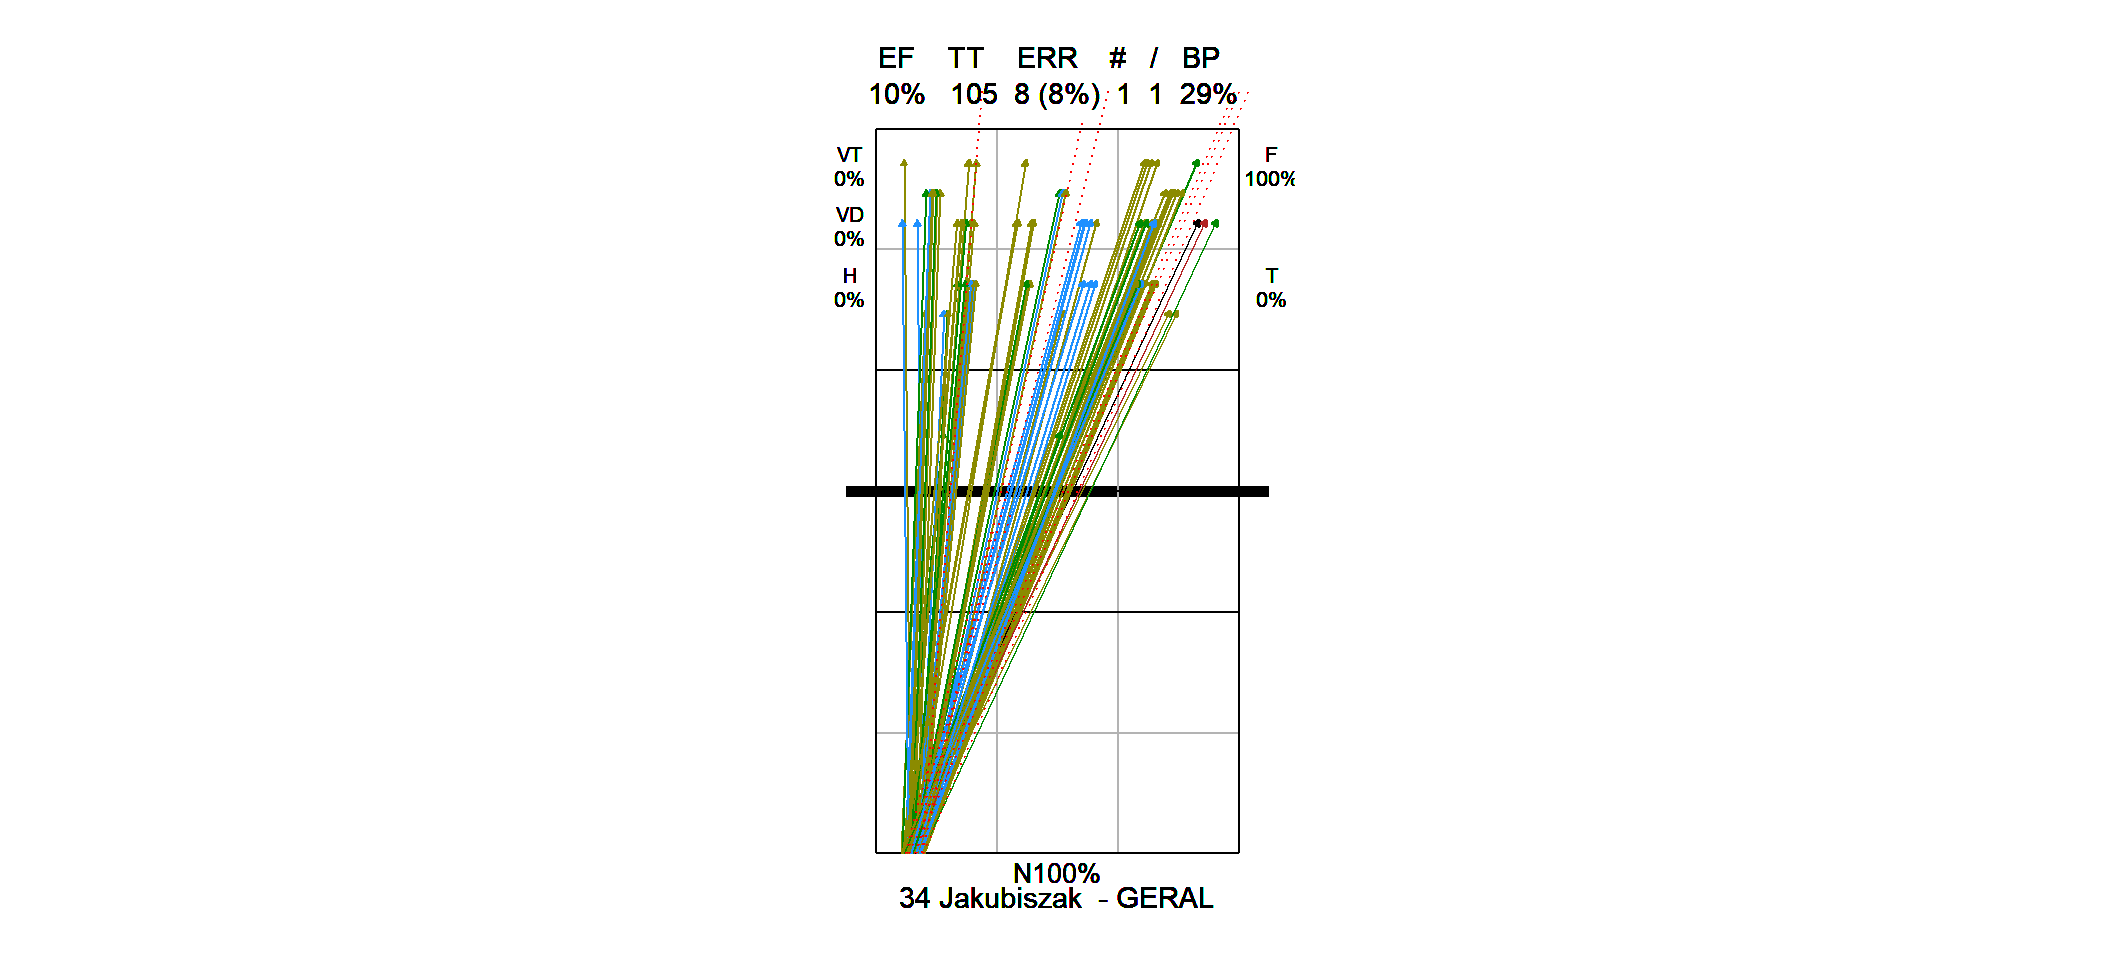 EF TT ERR # / BP
10% 105 8 (8%) 1 1 29%
VT
0%
F
100%
VD
0%
H
0%
T
0%
N100%
34 Jakubiszak - GERAL